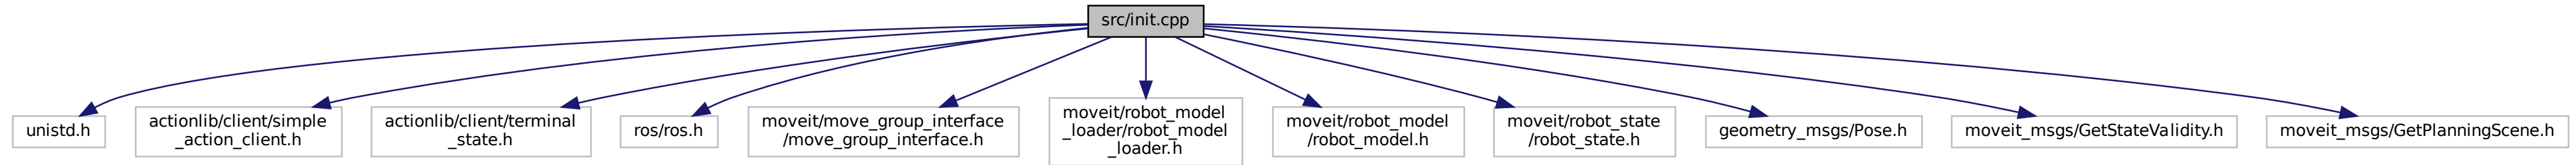 src/init.cpp
unistd.h
actionlib/client/simple
_action_client.h
actionlib/client/terminal
_state.h
ros/ros.h
moveit/move_group_interface
/move_group_interface.h
moveit/robot_model
_loader/robot_model
_loader.h
moveit/robot_model
/robot_model.h
moveit/robot_state
/robot_state.h
geometry_msgs/Pose.h
moveit_msgs/GetStateValidity.h
moveit_msgs/GetPlanningScene.h